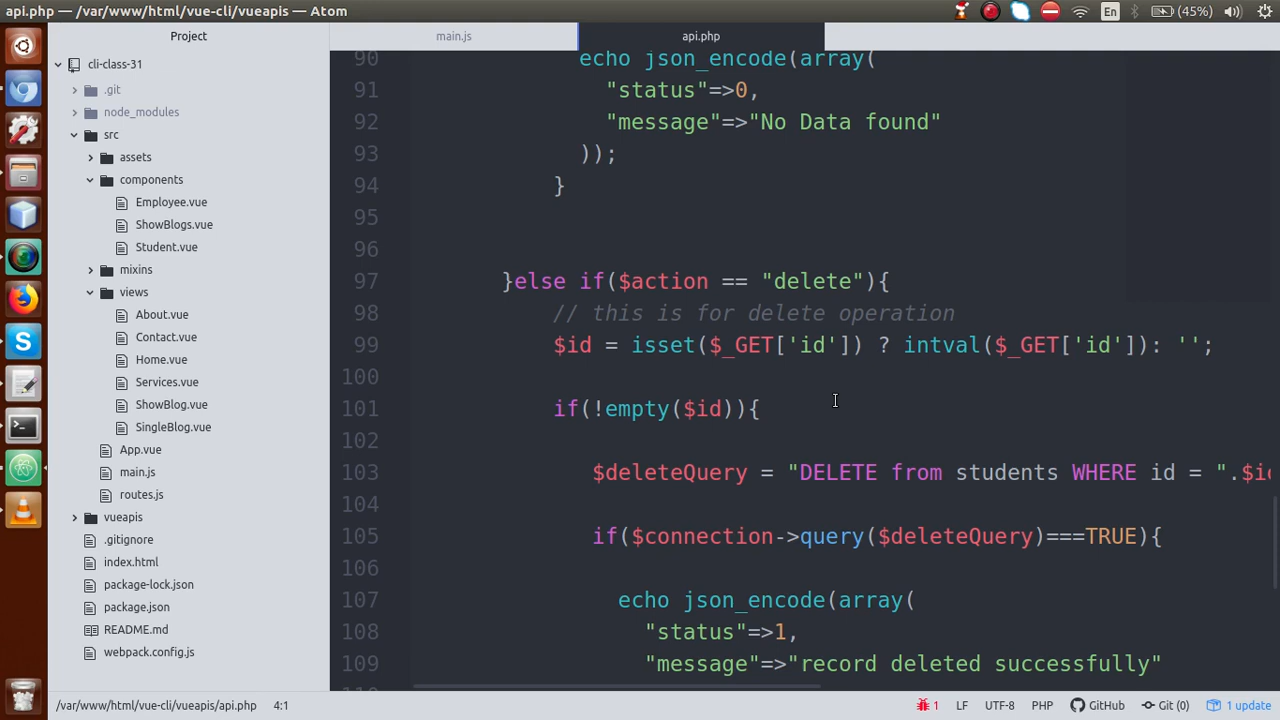 api.php — /var/www/html/vue-cli/vueapis — Atom
En
(45%)
Project
main.js
api.php
cli-class-31
.git
node_modules
src
assets
components
Employee.vue
ShowBlogs.vue
Student.vue
mixins
views
About.vue
Contact.vue
Home.vue
Services.vue
ShowBlog.vue
SingleBlog.vue
App.vue
main.js
routes.js
vueapis
.gitignore
index.html
package-lock.json
package.json
README.md
webpack.config.js
90 echo json_encode(array(
91 "status"=>0,
92 "message"=>"No Data found"
93 ));
94 }
95
96
97 }else if($action == "delete"){
98 // this is for delete operation
99 $id = isset($_GET['id']) ? intval($_GET['id']): '';
100
101 if(!empty($id)){
102
103 $deleteQuery = "DELETE from students WHERE id = ".$id
104
105 if($connection->query($deleteQuery)===TRUE){
106
107 echo json_encode(array(
108 "status"=>1,
109 "message"=>"record deleted successfully"
/var/www/html/vue-cli/vueapis/api.php 4:1
1 LF UTF-8 PHP GitHub Git (0) 1 update